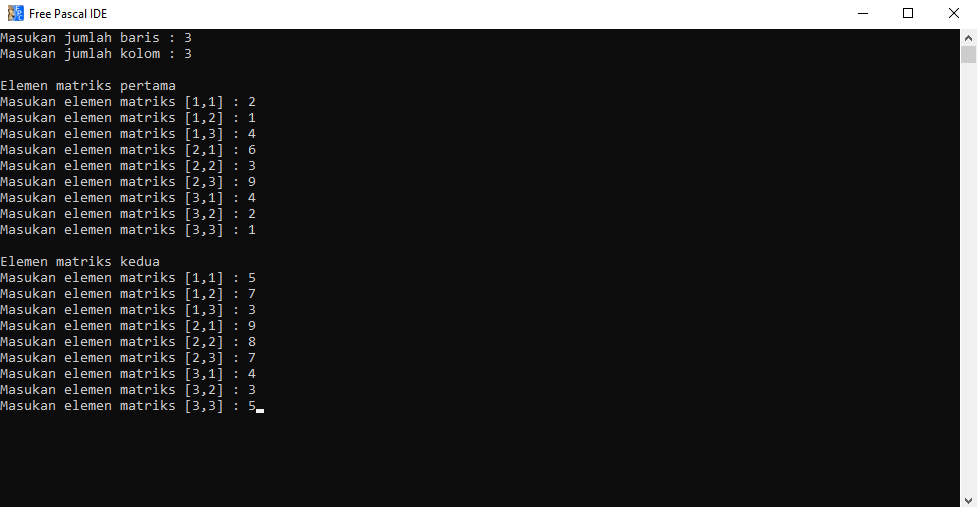 Free Pascal IDE
Masukan jumlah baris : 3
Masukan jumlah kolom : 3
Elemen matriks pertama
Masukan elemen matriks [1,1] : 2
Masukan elemen matriks [1,2] : 1
Masukan elemen matriks [1,3] : 4
Masukan elemen matriks [2,1] : 6
Masukan elemen matriks [2,2] : 3
Masukan elemen matriks [2,3] : 9
Masukan elemen matriks [3,1] : 4
Masukan elemen matriks [3,2] : 2
Masukan elemen matriks [3,3] : 1
Elemen matriks kedua
Masukan elemen matriks [1,1] : 5
Masukan elemen matriks [1,2] : 7
Masukan elemen matriks [1,3] : 3
Masukan elemen matriks [2,1] : 9
Masukan elemen matriks [2,2] : 8
Masukan elemen matriks [2,3] : 7
Masukan elemen matriks [3,1] : 4
Masukan elemen matriks [3,2] : 3
Masukan elemen matriks [3,3] : 5